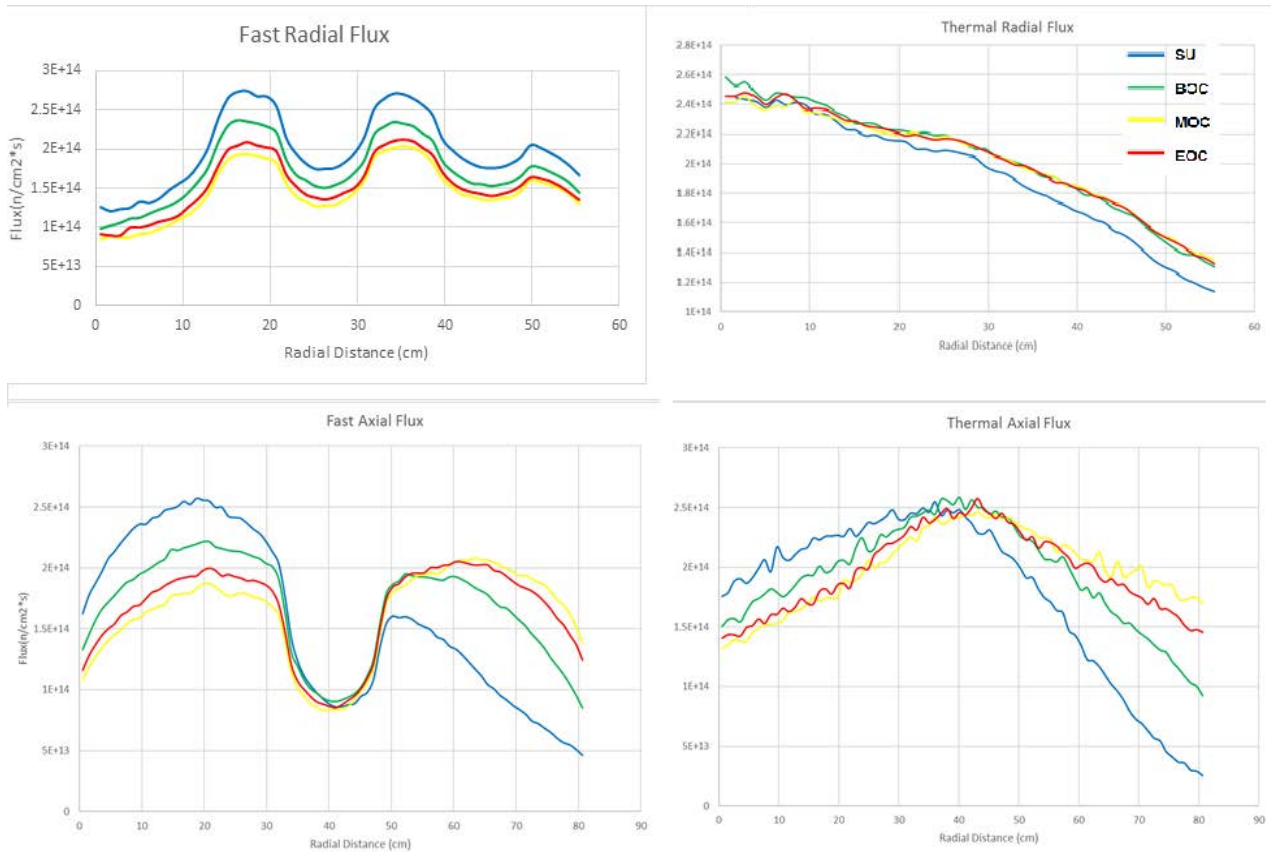 Fast Radial Flux
3E+14
2.5E+14
2E+14
1.5E+14
1E+14
5E+13
0
Flux(n/cm2*s)
0 10 20 30 40 50 60
Radial Distance (cm)
Thermal Radial Flux
2.8E+14
2.6E+14
2.4E+14
2.2E+14
2E+14
1.8E+14
1.6E+14
1.4E+14
1.2E+14
1E+14
0 10 20 30 40 50 60
Radial Distance (cm)
SU
BOC
MOC
EOC
Fast Axial Flux
3E+14
2.5E+14
2E+14
1.5E+14
1E+14
5E+13
0
Flux(n/cm2*s)
0 10 20 30 40 50 60 70 80 90
Radial Distance (cm)
Thermal Axial Flux
3E+14
2.5E+14
2E+14
1.5E+14
1E+14
5E+13
0
0 10 20 30 40 50 60 70 80 90
Radial Distance (cm)